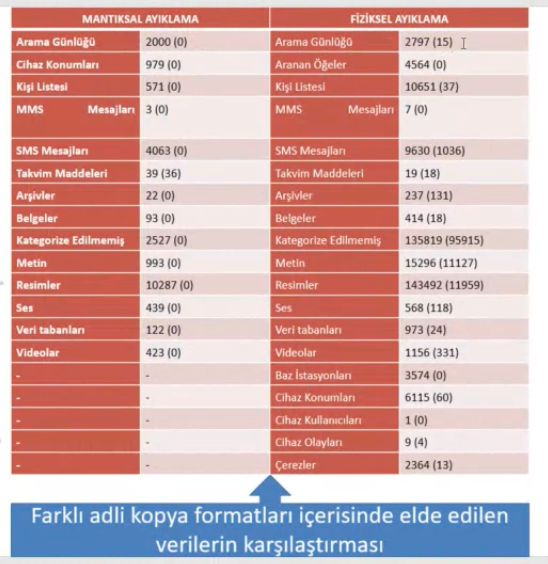 MANTIKSAL AYIKLAMA FİZİKSEL AYIKLAMA
Arama Günlüğü 2000 (0) Arama Günlüğü 2797 (15)
Cihaz Konumları 979 (0) Aranan Öğeler 4564 (0)
Kişi Listesi 571 (0) Kişi Listesi 10651 (37)
MMS Mesajları 3 (0) MMS Mesajları 7 (0)
SMS Mesajları 4063 (0) SMS Mesajları 9630 (1036)
Takvim Maddeleri 39 (36) Takvim Maddeleri 19 (18)
Arşivler 22 (0) Arşivler 237 (131)
Belgeler 93 (0) Belgeler 414 (18)
Kategorize Edilmemiş 2527 (0) Kategorize Edilmemiş 135819 (95915)
Metin 993 (0) Metin 15296 (11127)
Resimler 10287 (0) Resimler 143492 (11959)
Ses 439 (0) Ses 568 (118)
Veri tabanları 122 (0) Veri tabanları 973 (24)
Videolar 423 (0) Videolar 1156 (331)
- - Baz İstasyonları 3574 (0)
- - Cihaz Konumları 6115 (60)
- - Cihaz Kullanıcıları 1 (0)
- - Cihaz Olayları 9 (4)
- - Çerezler 2364 (13)
Farklı adli kopya formatları içerisinde elde edilen
verilerin karşılaştırması